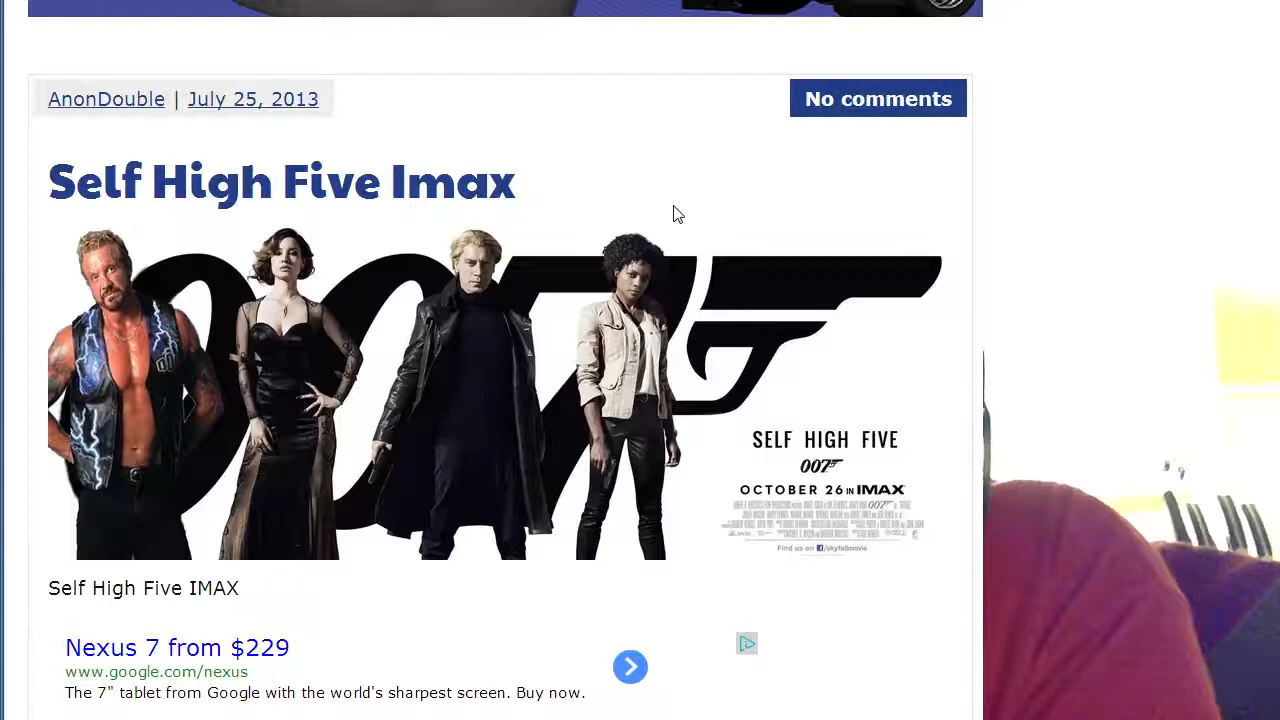 AnonDouble | July 25, 2013
No comments
Self High Five Imax
007
SELF HIGH FIVE
007
OCTOBER 26 IN IMAX
Find us on f/skyfallmovie
Self High Five IMAX
Nexus 7 from $229
www.google.com/nexus
The 7" tablet from Google with the world's sharpest screen. Buy now.